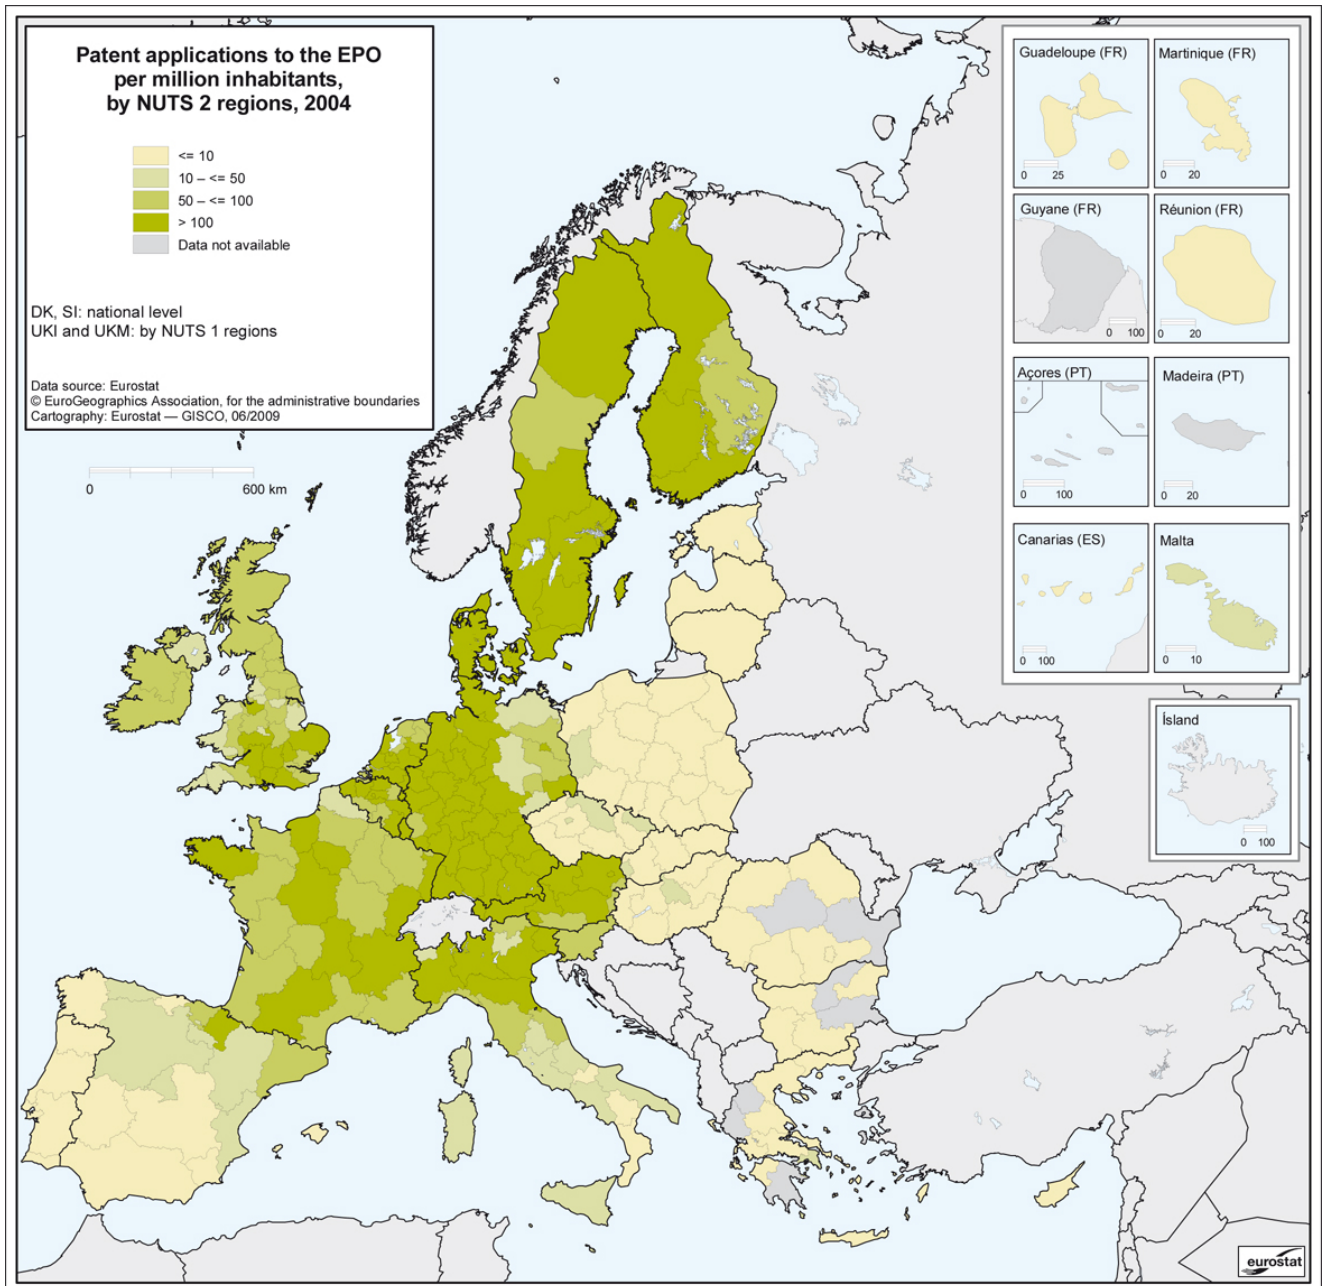 Patent applications to the EPO
per million inhabitants,
by NUTS 2 regions, 2004
<= 10
10 – <= 50
50 – <= 100
> 100
Data not available
DK, SI: national level
UKI and UKM: by NUTS 1 regions
Data source: Eurostat
© EuroGeographics Association, for the administrative boundaries
Cartography: Eurostat — GISCO, 06/2009
0 600 km
Guadeloupe (FR)
0 25
Martinique (FR)
0 20
Guyane (FR)
0 100
Réunion (FR)
0 20
Açores (PT)
0 100
Madeira (PT)
0 20
Canarias (ES)
0 100
Malta
0 10
Ísland
0 100
eurostat